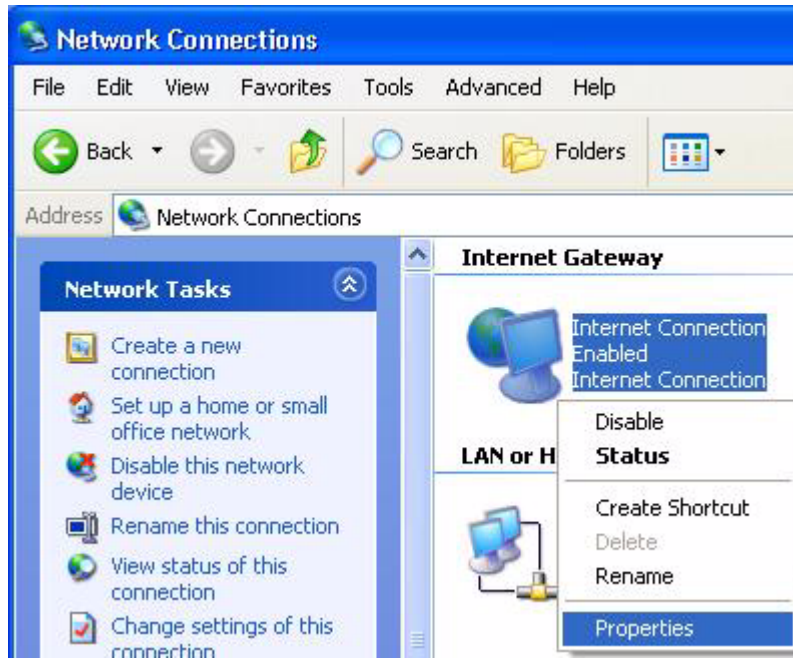 Network Connections
File Edit View Favorites Tools Advanced Help
Back Search Folders
Address Network Connections
Network Tasks
Create a new
connection
Set up a home or small
office network
Disable this network
device
Rename this connection
View status of this
connection
Change settings of this
connection
Internet Gateway
Internet Connection
Enabled
Internet Connection
LAN or H
Disable
Status
Create Shortcut
Delete
Rename
Properties